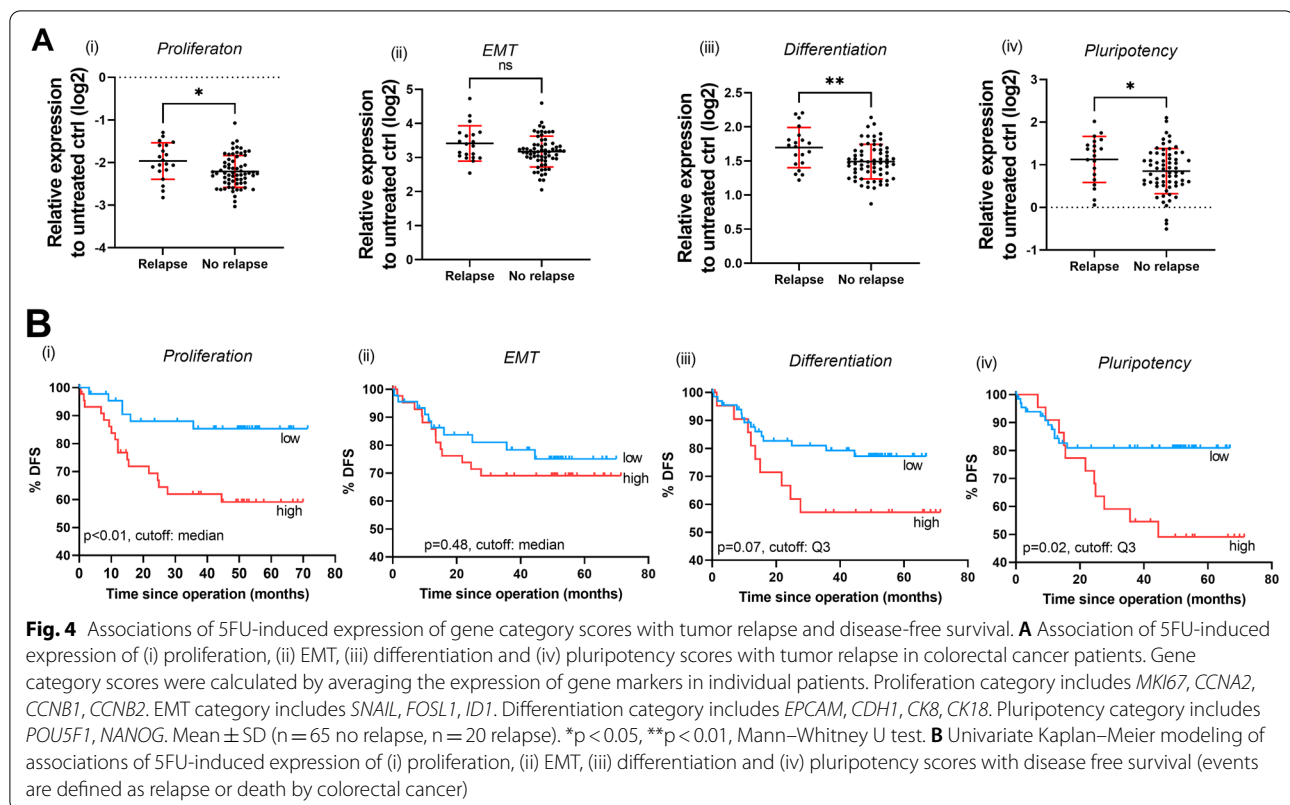 A
(i) Proliferaton
Relative expression
to untreated ctrl (log2)
0
-1
-2
-3
-4
*
Relapse No relapse
(ii) EMT
Relative expression
to untreated ctrl (log2)
6
5
4
3
2
1
0
ns
Relapse No relapse
(iii) Differentiation
Relative expression
to untreated ctrl (log2)
2.5
2.0
1.5
1.0
0.5
0.0
**
Relapse No relapse
(iv) Pluripotency
Relative expression
to untreated ctrl (log2)
3
2
1
0
-1
*
Relapse No relapse
B
(i) Proliferation
% DFS
100
90
80
70
60
50
40
low
high
p<0.01, cutoff: median
0 10 20 30 40 50 60 70 80
Time since operation (months)
(ii) EMT
% DFS
100
90
80
70
60
50
40
low
high
p=0.48, cutoff: median
0 20 40 60 80
Time since operation (months)
(iii) Differentiation
% DFS
100
90
80
70
60
50
40
low
high
p=0.07, cutoff: Q3
0 20 40 60 80
Time since operation (months)
(iv) Pluripotency
% DFS
100
90
80
70
60
50
40
low
high
p=0.02, cutoff: Q3
0 20 40 60 80
Time since operation (months)
Fig. 4 Associations of 5FU-induced expression of gene category scores with tumor relapse and disease-free survival. A Association of 5FU-induced
expression of (i) proliferation, (ii) EMT, (iii) differentiation and (iv) pluripotency scores with tumor relapse in colorectal cancer patients. Gene
category scores were calculated by averaging the expression of gene markers in individual patients. Proliferation category includes MKI67, CCNA2,
CCNB1, CCNB2. EMT category includes SNAIL, FOSL1, ID1. Differentiation category includes EPCAM, CDH1, CK8, CK18. Pluripotency category includes
POU5F1, NANOG. Mean ± SD (n = 65 no relapse, n = 20 relapse). *p < 0.05, **p < 0.01, Mann–Whitney U test. B Univariate Kaplan–Meier modeling of
associations of 5FU-induced expression of (i) proliferation, (ii) EMT, (iii) differentiation and (iv) pluripotency scores with disease free survival (events
are defined as relapse or death by colorectal cancer)